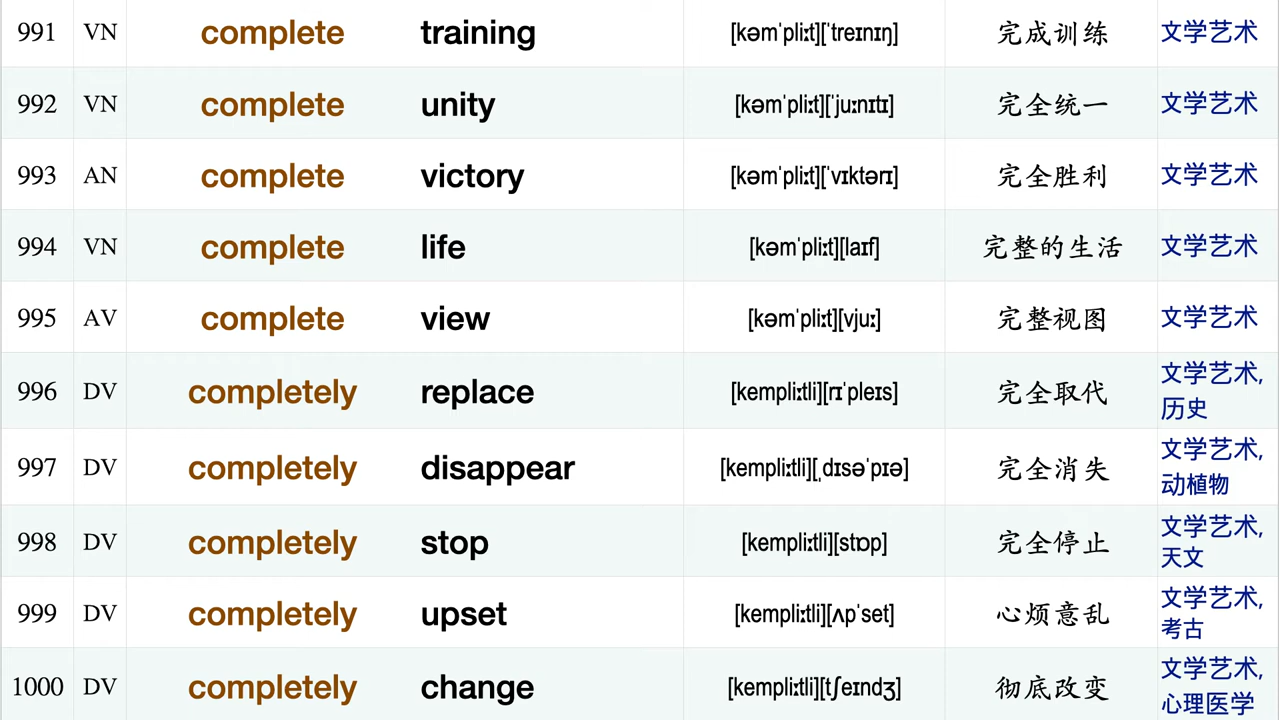 991 VN complete training [kəmˈpliːt][ˈtreɪnɪŋ] 完成训练 文学艺术
992 VN complete unity [kəmˈpliːt][ˈjuːnɪtɪ] 完全统一 文学艺术
993 AN complete victory [kəmˈpliːt][ˈvɪktərɪ] 完全胜利 文学艺术
994 VN complete life [kəmˈpliːt][laɪf] 完整的生活 文学艺术
995 AV complete view [kəmˈpliːt][vjuː] 完整视图 文学艺术
996 DV completely replace [kempliːtli][rɪˈpleɪs] 完全取代 文学艺术,
历史
997 DV completely disappear [kempliːtli][ˌdɪsəˈpɪə] 完全消失 文学艺术,
动植物
998 DV completely stop [kempliːtli][stɒp] 完全停止 文学艺术,
天文
999 DV completely upset [kempliːtli][ʌpˈset] 心烦意乱 文学艺术,
考古
1000 DV completely change [kempliːtli][tʃeɪndʒ] 彻底改变 文学艺术,
心理医学